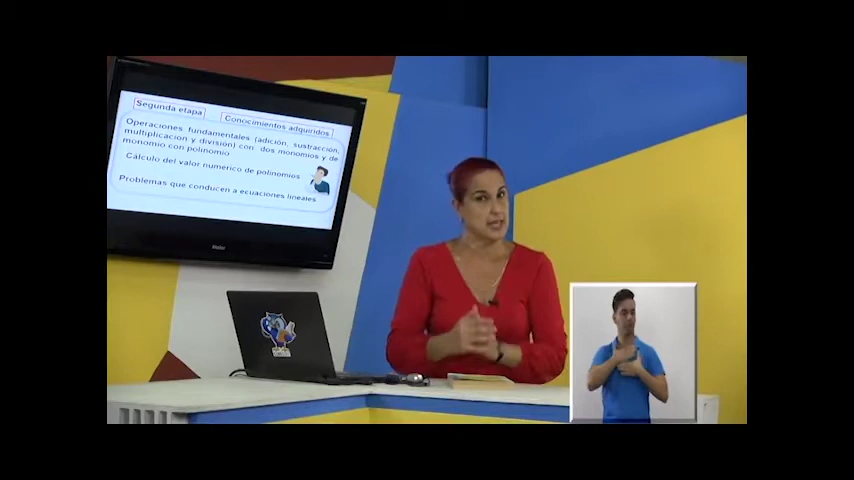 Segunda etapa
Conocimientos adquiridos
Operaciones fundamentales (adición, sustracción,
multiplicación y división) con dos monomios y de
monomio con polinomio
Cálculo del valor numérico de polinomios
Problemas que conducen a ecuaciones lineales